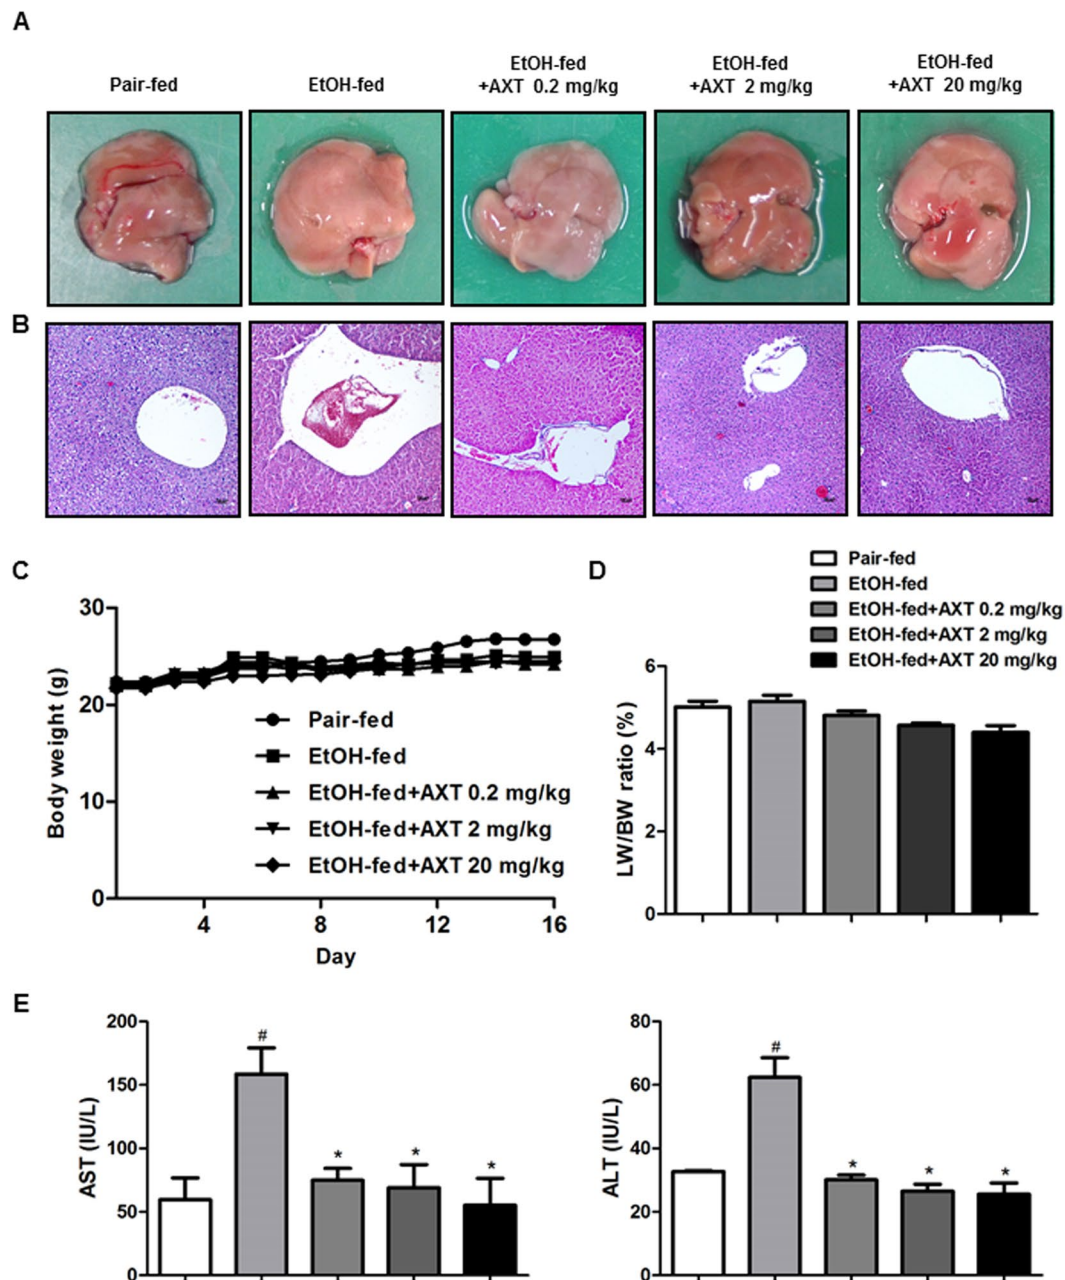 A
Pair-fed
EtOH-fed
EtOH-fed
+AXT 0.2 mg/kg
EtOH-fed
+AXT 2 mg/kg
EtOH-fed
+AXT 20 mg/kg
B
C
30
20
10
0
Body weight (g)
Pair-fed
EtOH-fed
EtOH-fed+AXT 0.2 mg/kg
EtOH-fed+AXT 2 mg/kg
EtOH-fed+AXT 20 mg/kg
4
8
12
16
Day
D
Pair-fed
EtOH-fed
EtOH-fed+AXT 0.2 mg/kg
EtOH-fed+AXT 2 mg/kg
EtOH-fed+AXT 20 mg/kg
6
4
2
0
LW/BW ratio (%)
E
200
150
100
50
0
AST (IU/L)
#
*
*
*
80
60
40
20
0
ALT (IU/L)
#
*
*
*